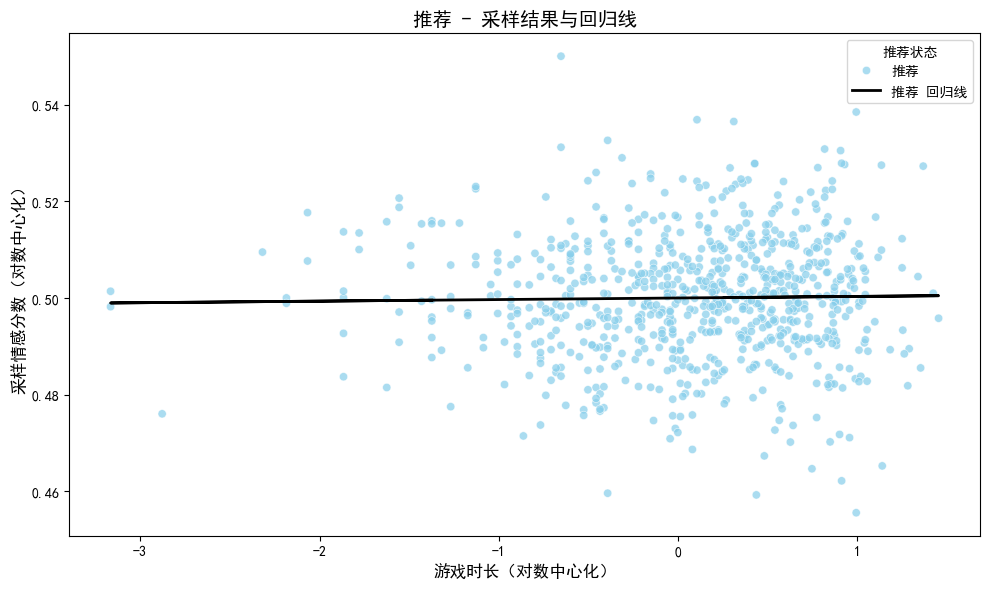 推荐 - 采样结果与回归线
推荐状态
推荐
推荐 回归线
采样情感分数（对数中心化）
0.54
0.52
0.50
0.48
0.46
-3
-2
-1
0
1
游戏时长（对数中心化）